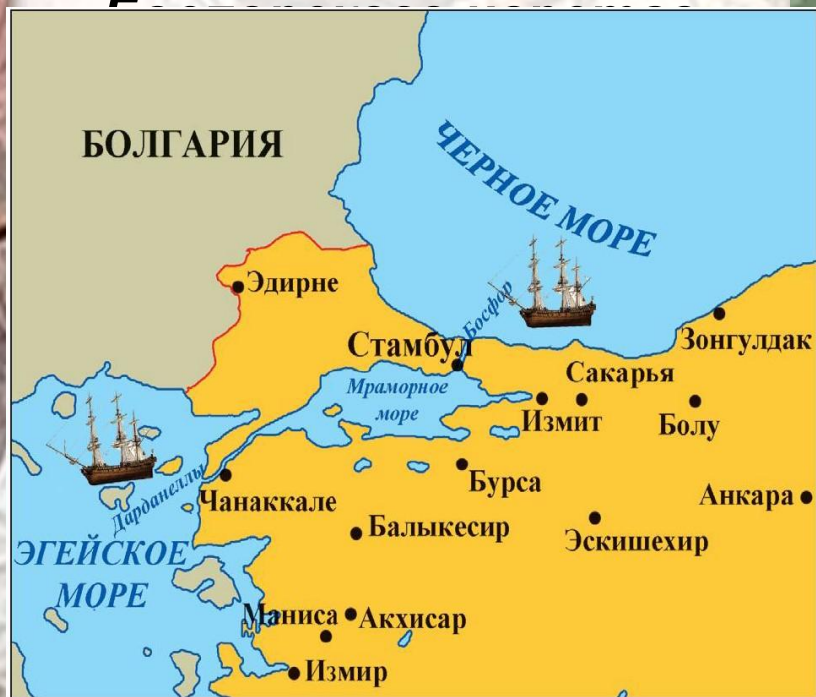 БОЛГАРИЯ
ЧЕРНОЕ МОРЕ
Эдирне
Босфор
Стамбул
Зонгулдак
Мраморное
море
Сакарья
Измит
Болу
Дарданеллы
Чанаккале
Бурса
Анкара
Балыкесир
Эскишехир
ЭГЕЙСКОЕ
МОРЕ
Маниса
Акхисар
Измир